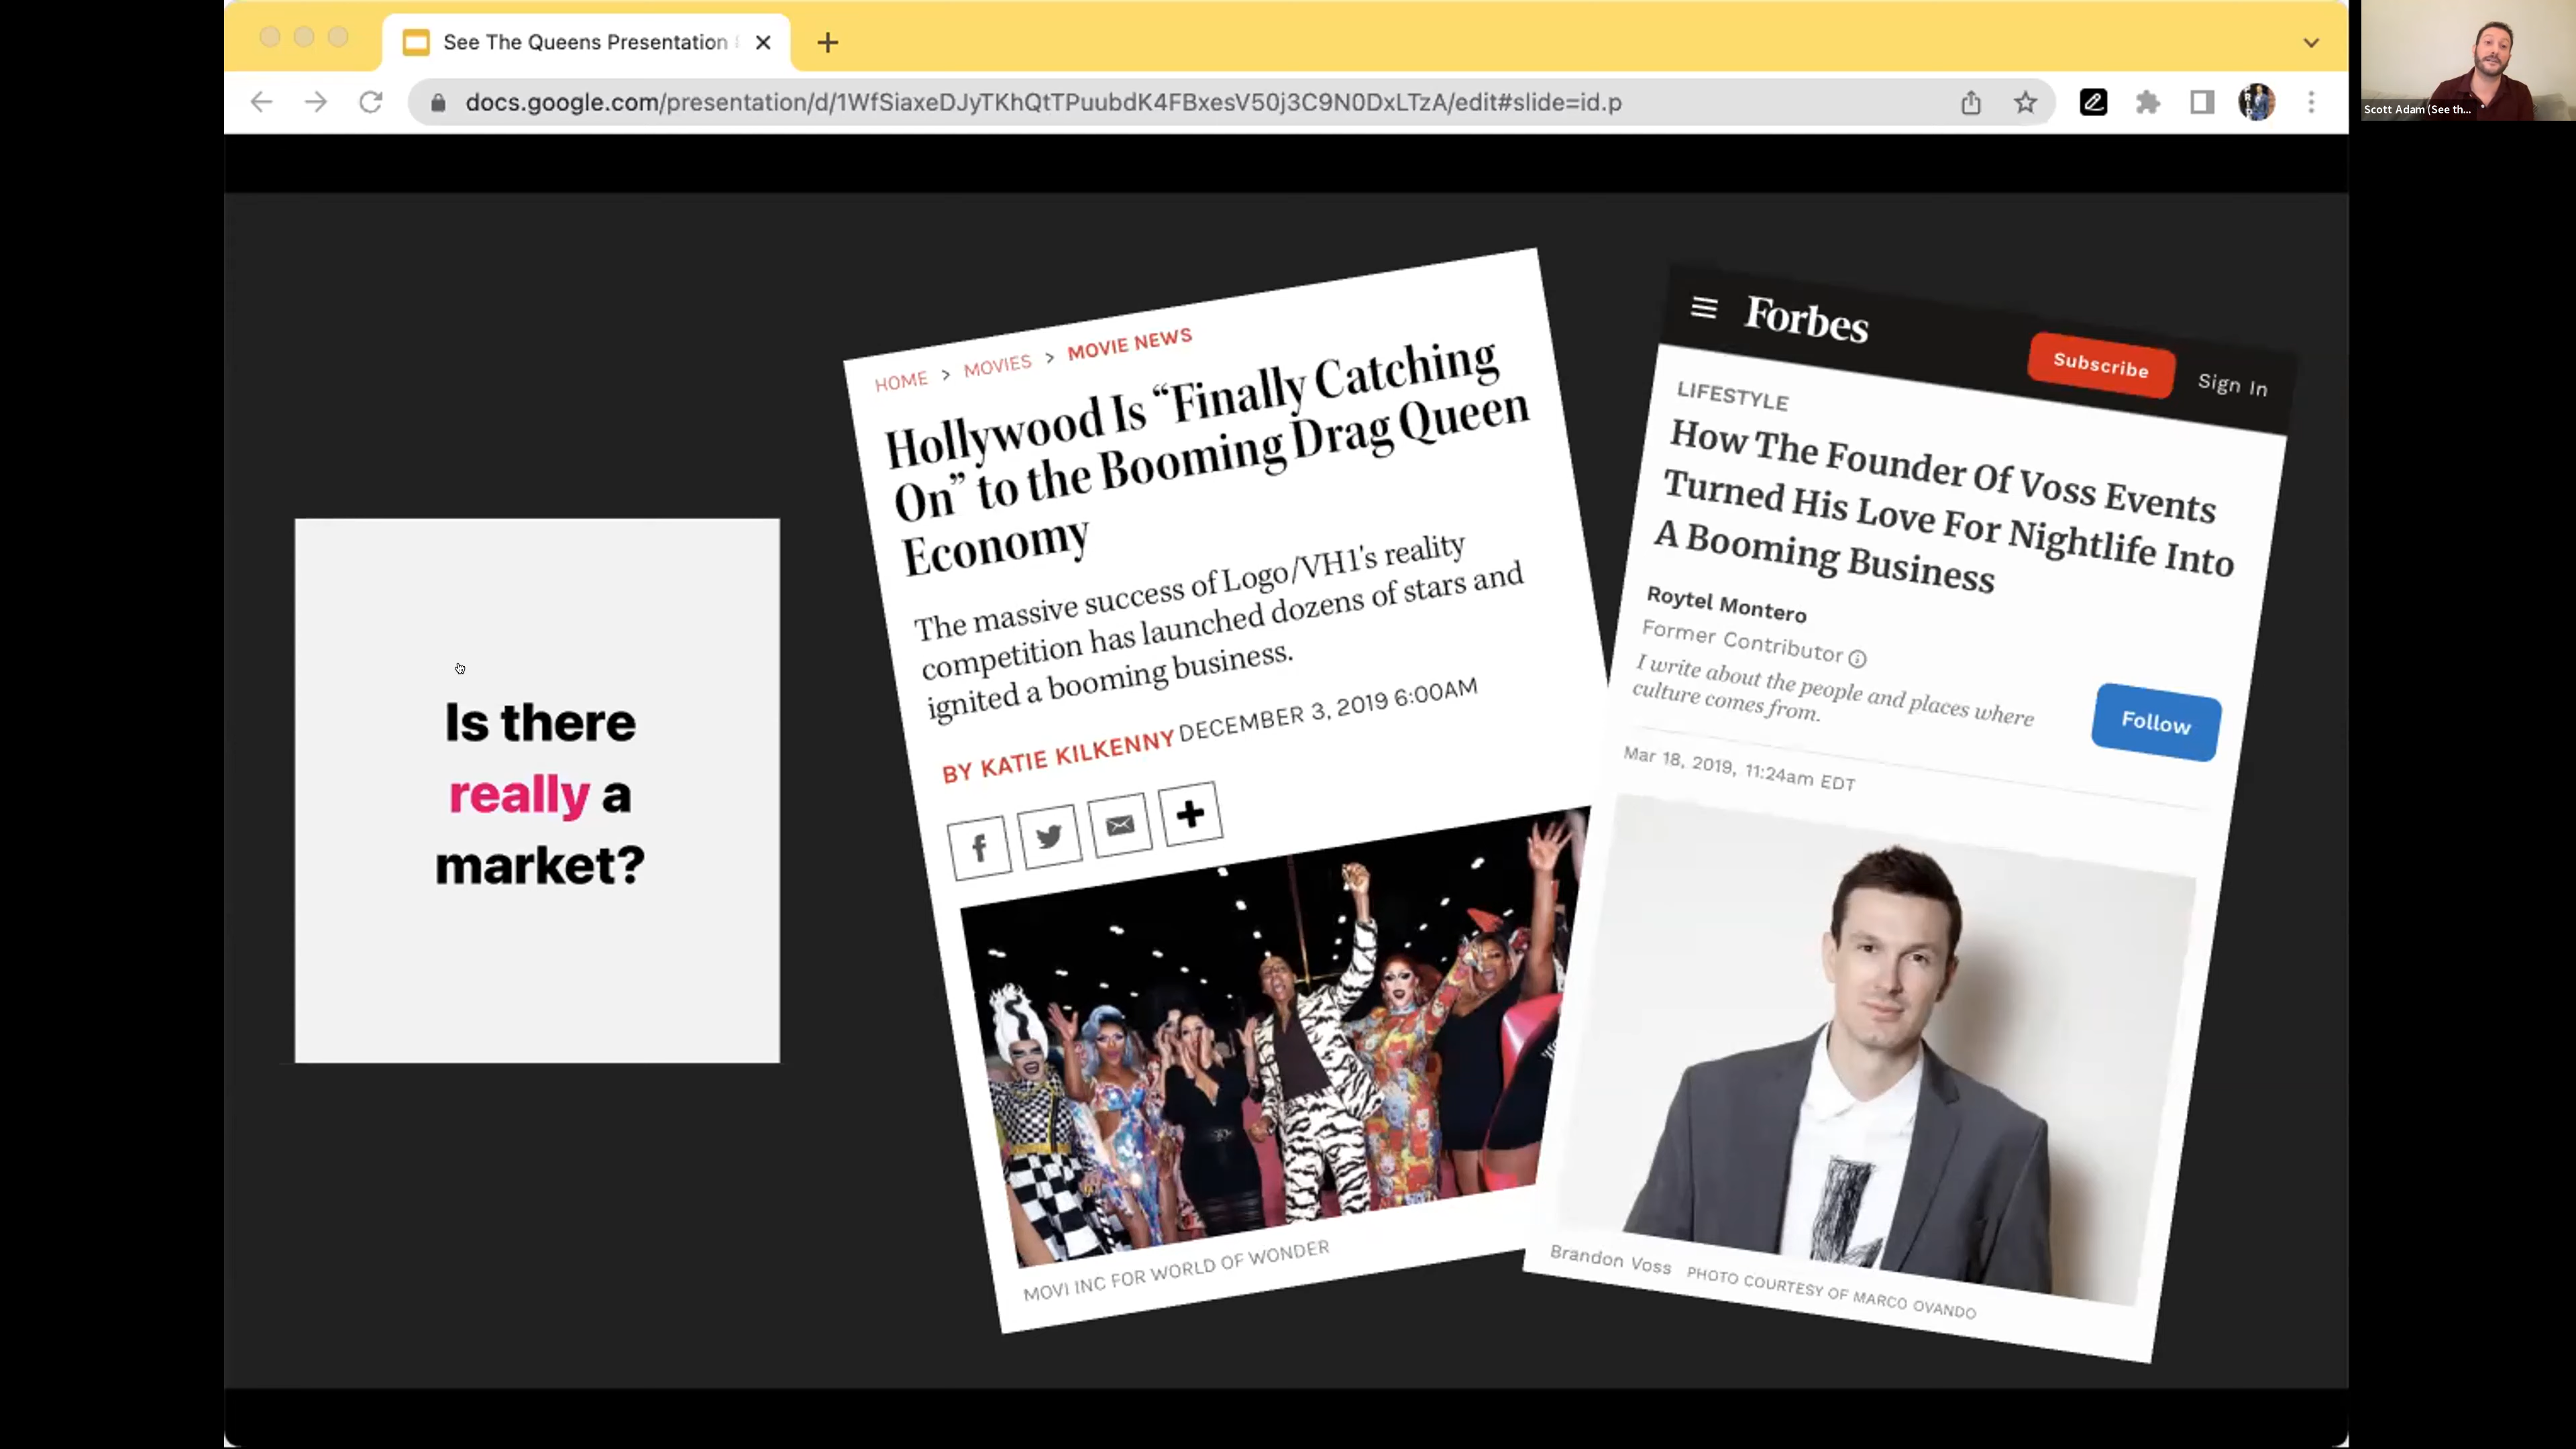 See The Queens Presentation
docs.google.com/presentation/d/1WfSiaxeDJyTKhQtTPuubdK4FBxesV50j3C9N0DxLTzA/edit#slide=id.p
Scott Adam (See th...
Is there
really a
market?
HOME > MOVIES > MOVIE NEWS
Hollywood Is “Finally Catching
On” to the Booming Drag Queen
Economy
The massive success of Logo/VH1's reality
competition has launched dozens of stars and
ignited a booming business.
BY KATIE KILKENNY DECEMBER 3, 2019 6:00AM
MOVI INC FOR WORLD OF WONDER
Forbes
Subscribe
Sign In
LIFESTYLE
How The Founder Of Voss Events
Turned His Love For Nightlife Into
A Booming Business
Roytel Montero
Former Contributor
I write about the people and places where
culture comes from.
Follow
Mar 18, 2019, 11:24am EDT
Brandon Voss PHOTO COURTESY OF MARCO OVANDO